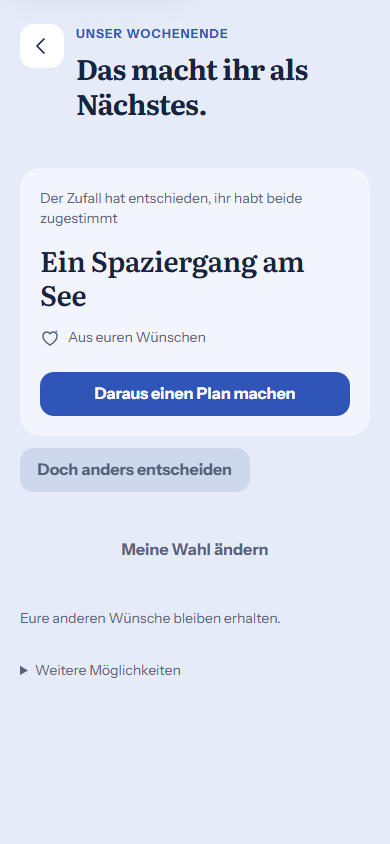 UNSER WOCHENENDE
Das macht ihr als
Nächstes.
Der Zufall hat entschieden, ihr habt beide
zugestimmt
Ein Spaziergang am
See
Aus euren Wünschen
Daraus einen Plan machen
Doch anders entscheiden
Meine Wahl ändern
Eure anderen Wünsche bleiben erhalten.
Weitere Möglichkeiten